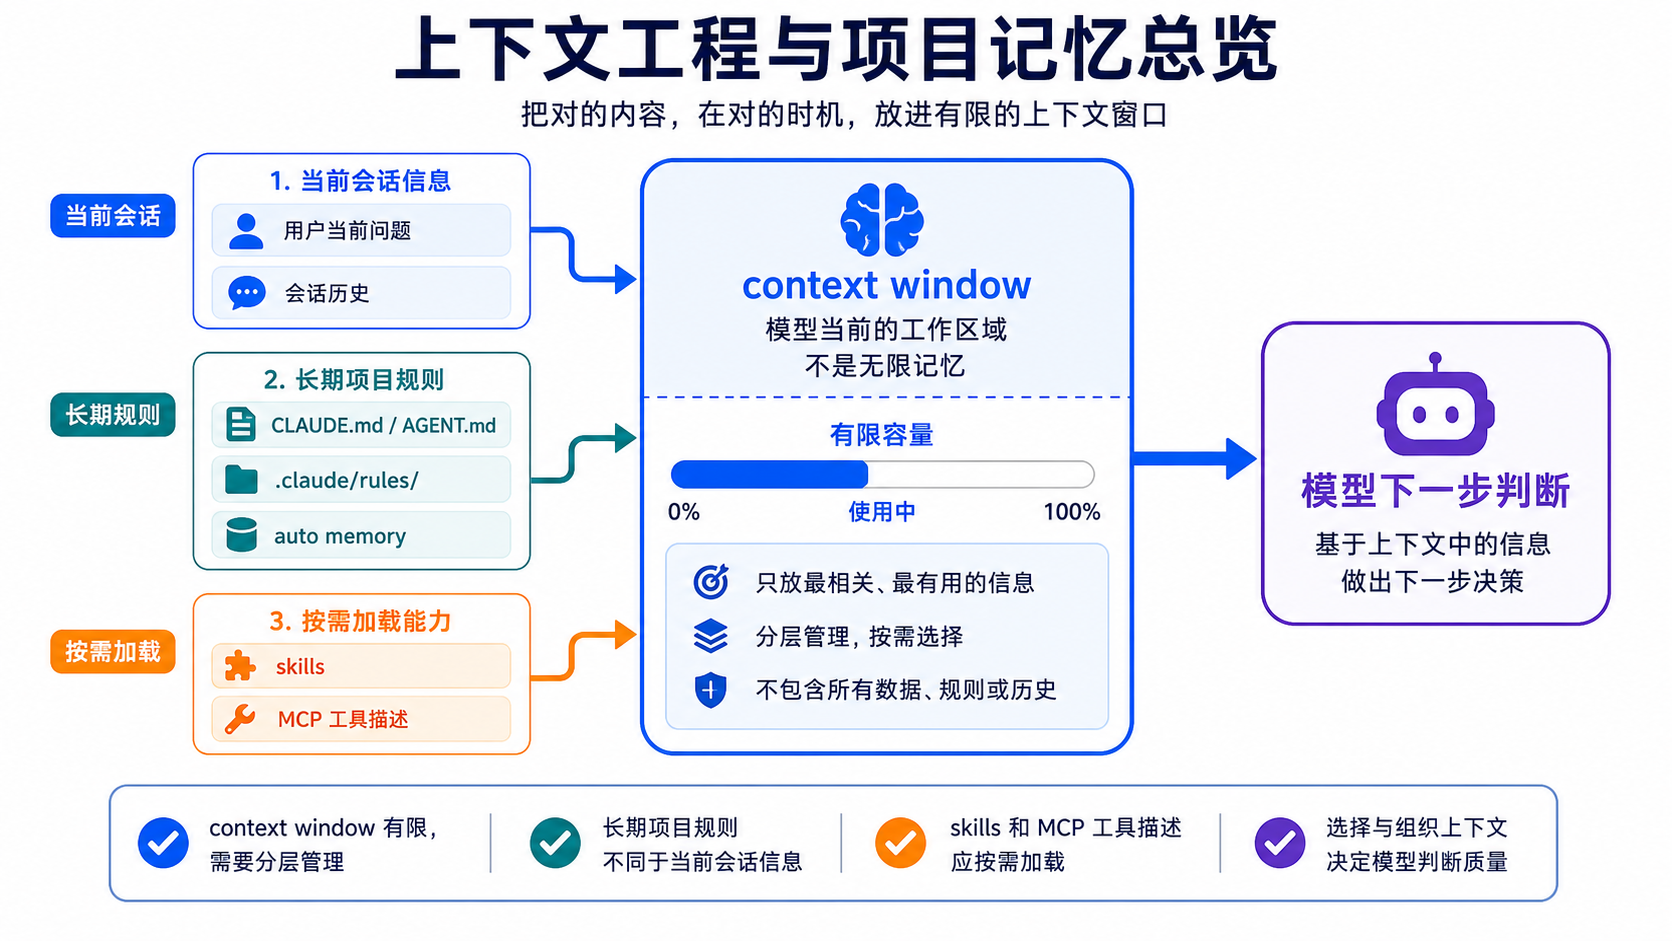 上下文工程与项目记忆总览
把对的内容，在对的时机，放进有限的上下文窗口
当前会话
1. 当前会话信息
用户当前问题
会话历史
长期规则
2. 长期项目规则
CLAUDE.md / AGENT.md
.claude/rules/
auto memory
按需加载
3. 按需加载能力
skills
MCP 工具描述
context window
模型当前的工作区域
不是无限记忆
有限容量
0%
使用中
100%
只放最相关、最有用的信息
分层管理，按需选择
不包含所有数据、规则或历史
模型下一步判断
基于上下文中的信息
做出下一步决策
context window 有限，
需要分层管理
长期项目规则
不同于当前会话信息
skills 和 MCP 工具描述
应按需加载
选择与组织上下文
决定模型判断质量